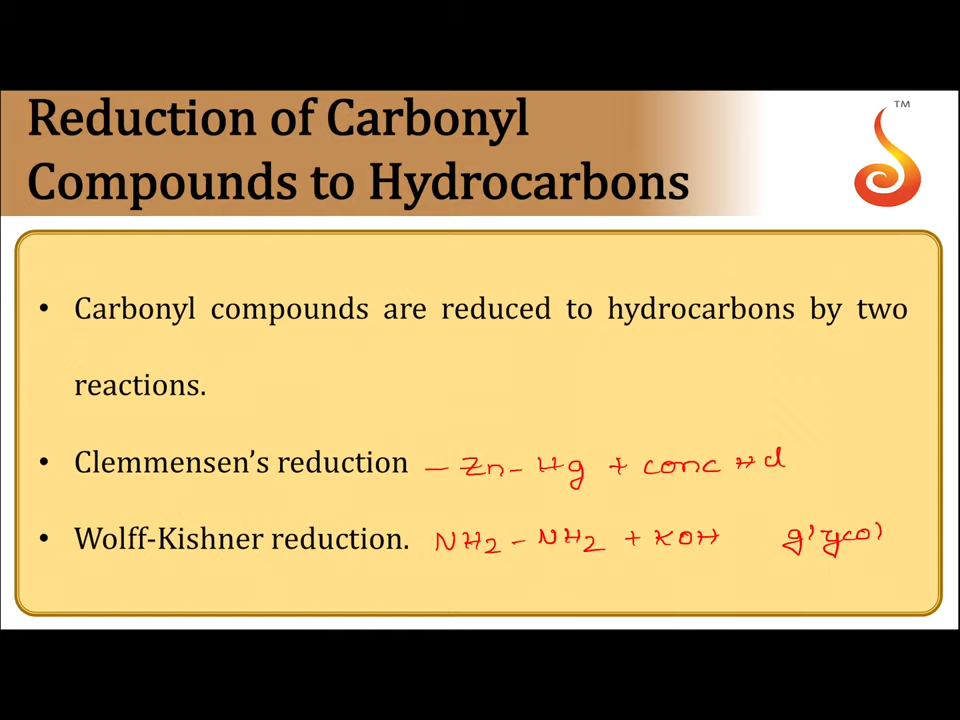 Reduction of Carbonyl
TM
Compounds to Hydrocarbons
• Carbonyl compounds are reduced to hydrocarbons by two
reactions.
• Clemmensen's reduction – Zn - Hg + conc HCl
• Wolff-Kishner reduction. NH2 - NH2 + KOH glycol